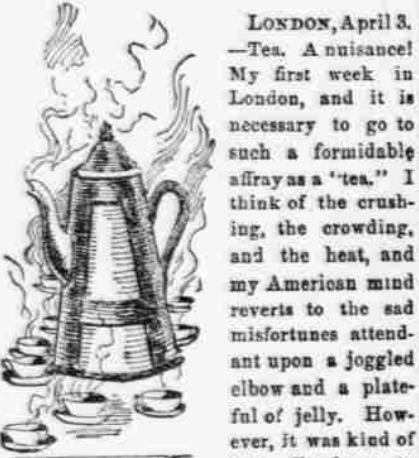 LONDON, April 3.
—Tea. A nuisance!
My first week in
London, and it is
necessary to go to
such a formidable
affray as a "tea." I
think of the crush-
ing, the crowding,
and the heat, and
my American mind
reverts to the sad
misfortunes attend-
ant upon a joggled
elbow and a plate-
ful of jelly. How-
ever, it was kind of